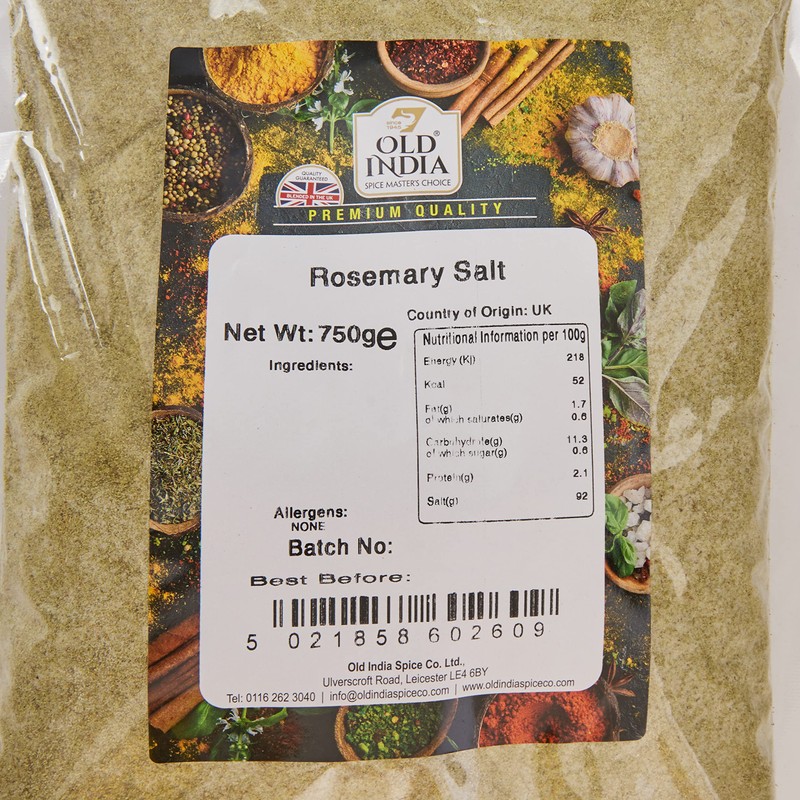 SINCE 1945
OLD®
INDIA
SPICE MASTER'S CHOICE
QUALITY GUARANTEED
BLENDED IN THE UK
PREMIUM QUALITY
Rosemary Salt
Country of Origin: UK
Net Wt: 750ge
Ingredients:
Nutritional Information per 100g
Energy (Kj) 218
Kcal 52
Fat(g) 1.7
of which saturates(g) 0.6
Carbohydrate(g) 11.3
of which sugar(g) 0.6
Protein(g) 2.1
Salt(g) 92
Allergens:
NONE
Batch No:
Best Before:
5 021858 602609
Old India Spice Co. Ltd.,
Ulverscroft Road, Leicester LE4 6BY
Tel: 0116 262 3040 | info@oldindiaspiceco.com | www.oldindiaspiceco.com